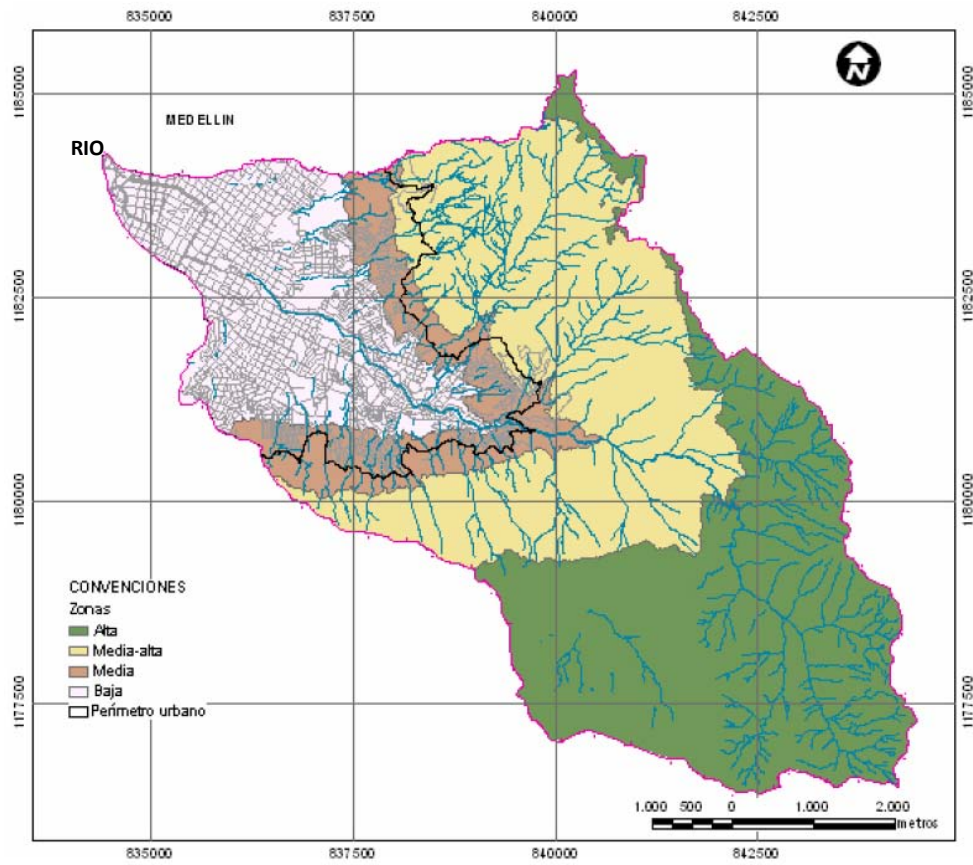 835000 837500 840000 842500
1185000 1185000
MEDELLIN
N
RIO
1182500 1182500
1180000 1180000
CONVENCIONES
Zonas
Alta
Media-alta
Media
Baja
Perímetro urbano
1177500 1177500
1.000 500 0 1.000 2.000
metros
835000 837500 840000 842500